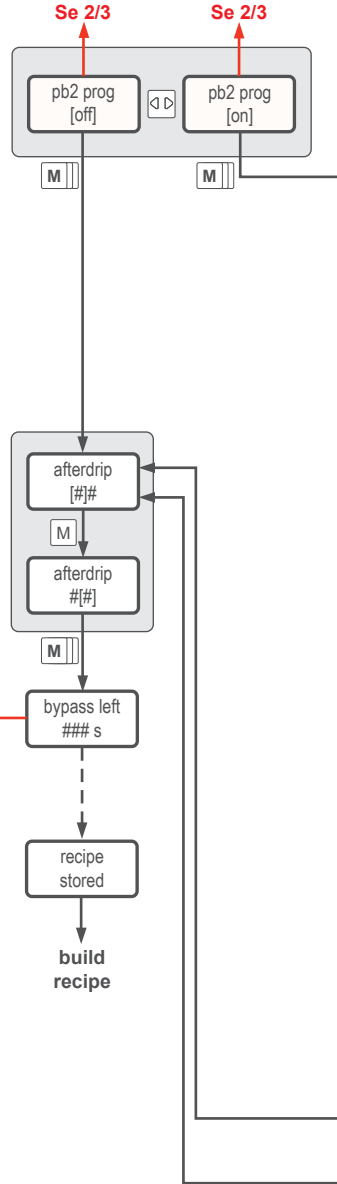 Se 2/3
Se 2/3
pb2 prog
[off]
pb2 prog
[on]
M
M
afterdrip
[#]#
M
afterdrip
#[#]
M
bypass left
### s
recipe
stored
build
recipe